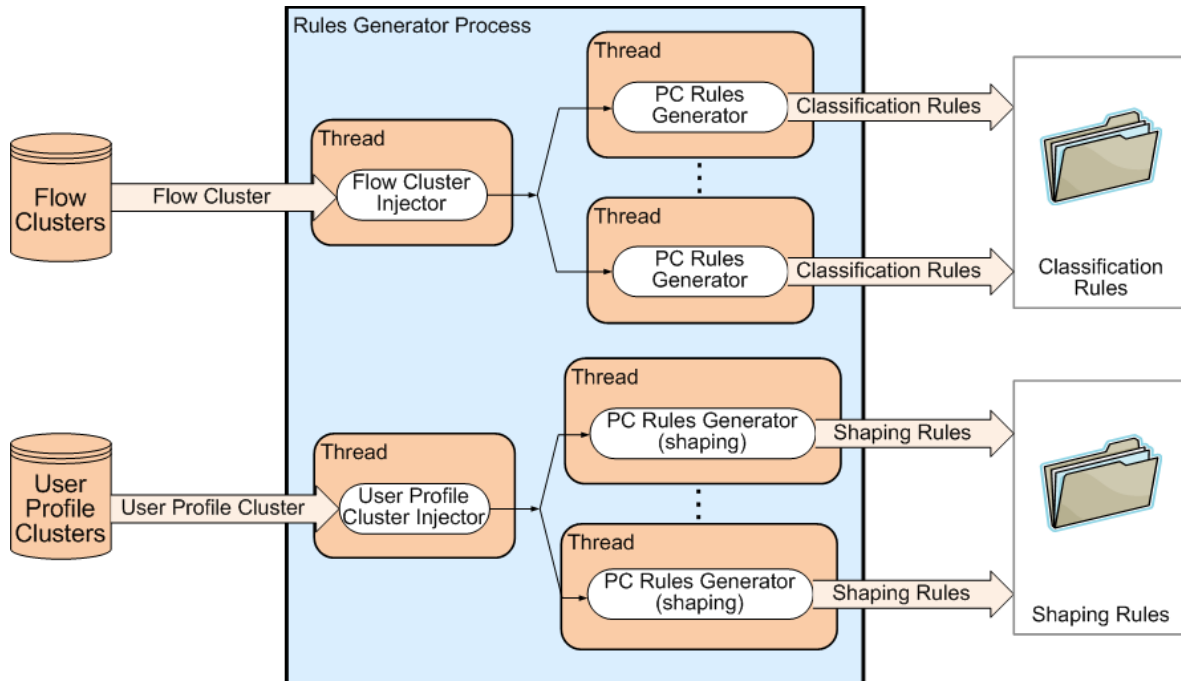 Rules Generator Process
Thread
PC Rules
Generator
Classification Rules
Thread
Flow Cluster
Injector
Flow
Clusters
Flow Cluster
Thread
PC Rules
Generator
Classification Rules
Classification
Rules
Thread
PC Rules Generator
(shaping)
Shaping Rules
Thread
User Profile
Cluster Injector
User
Profile
Clusters
User Profile Cluster
Thread
PC Rules Generator
(shaping)
Shaping Rules
Shaping Rules